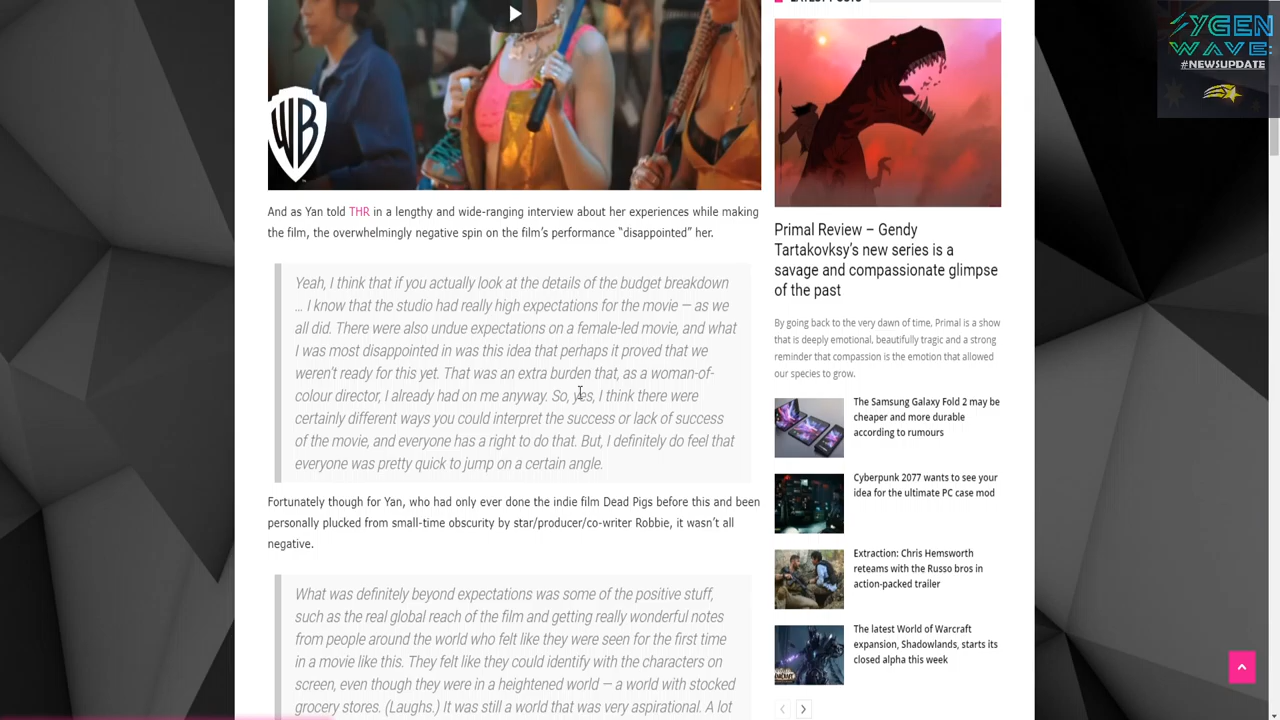 WB
And as Yan told THR in a lengthy and wide-ranging interview about her experiences while making
the film, the overwhelmingly negative spin on the film's performance “disappointed” her.
Yeah, I think that if you actually look at the details of the budget breakdown
… I know that the studio had really high expectations for the movie — as we
all did. There were also undue expectations on a female-led movie, and what
I was most disappointed in was this idea that perhaps it proved that we
weren't ready for this yet. That was an extra burden that, as a woman-of-
colour director, I already had on me anyway. So, yes, I think there were
certainly different ways you could interpret the success or lack of success
of the movie, and everyone has a right to do that. But, I definitely do feel that
everyone was pretty quick to jump on a certain angle.
Fortunately though for Yan, who had only ever done the indie film Dead Pigs before this and been
personally plucked from small-time obscurity by star/producer/co-writer Robbie, it wasn't all
negative.
What was definitely beyond expectations was some of the positive stuff,
such as the real global reach of the film and getting really wonderful notes
from people around the world who felt like they were seen for the first time
in a movie like this. They felt like they could identify with the characters on
screen, even though they were in a heightened world — a world with stocked
grocery stores. (Laughs.) It was still a world that was very aspirational. A lot
LATEST POSTS
Primal Review – Gendy
Tartakovksy's new series is a
savage and compassionate glimpse
of the past
By going back to the very dawn of time, Primal is a show
that is deeply emotional, beautifully tragic and a strong
reminder that compassion is the emotion that allowed
our species to grow.
The Samsung Galaxy Fold 2 may be
cheaper and more durable
according to rumours
Cyberpunk 2077 wants to see your
idea for the ultimate PC case mod
Extraction: Chris Hemsworth
reteams with the Russo bros in
action-packed trailer
The latest World of Warcraft
expansion, Shadowlands, starts its
closed alpha this week
SYGEN
WAVE:
#NEWSUPDATE